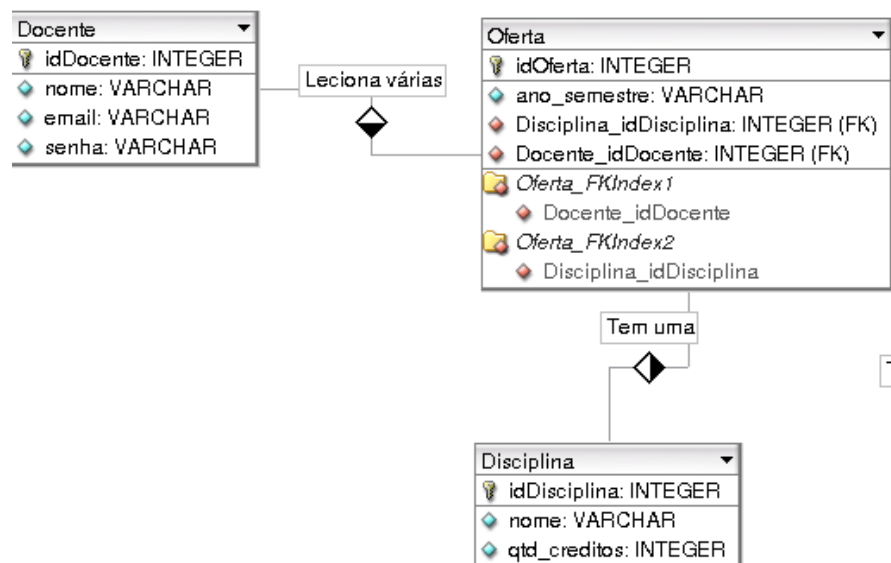 Docente
idDocente: INTEGER
nome: VARCHAR
email: VARCHAR
senha: VARCHAR
Leciona várias
Oferta
idOferta: INTEGER
ano_semestre: VARCHAR
Disciplina_idDisciplina: INTEGER (FK)
Docente_idDocente: INTEGER (FK)
Oferta_FKIndex1
Docente_idDocente
Oferta_FKIndex2
Disciplina_idDisciplina
Tem uma
Disciplina
idDisciplina: INTEGER
nome: VARCHAR
qtd_creditos: INTEGER